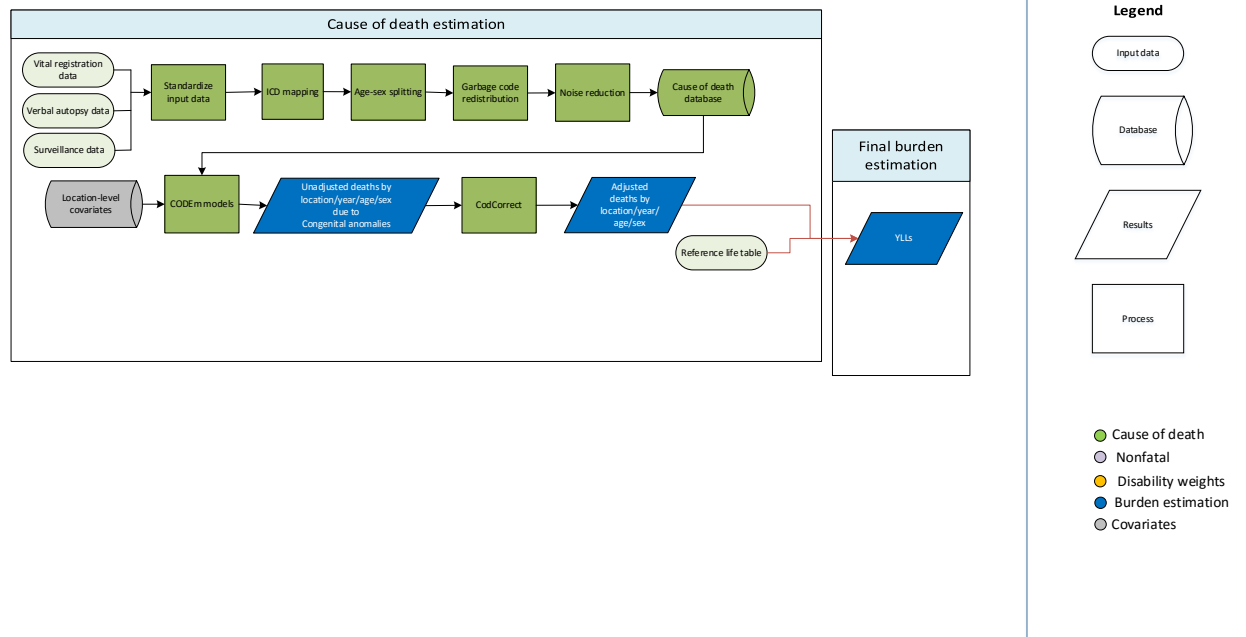 Cause of death estimation
Vital registration
data
Verbal autopsy data
Surveillance data
Standardize
input data
ICD mapping
Age-sex splitting
Garbage code
redistribution
Noise reduction
Cause of death
database
Location-level
covariates
CODEm models
Unadjusted deaths by
location/year/age/sex
due to
Congenital anomalies
CodCorrect
Adjusted
deaths by
location/year/
age/sex
Reference life table
Final burden
estimation
YLLs
Legend
Input data
Database
Results
Process
Cause of death
Nonfatal
Disability weights
Burden estimation
Covariates